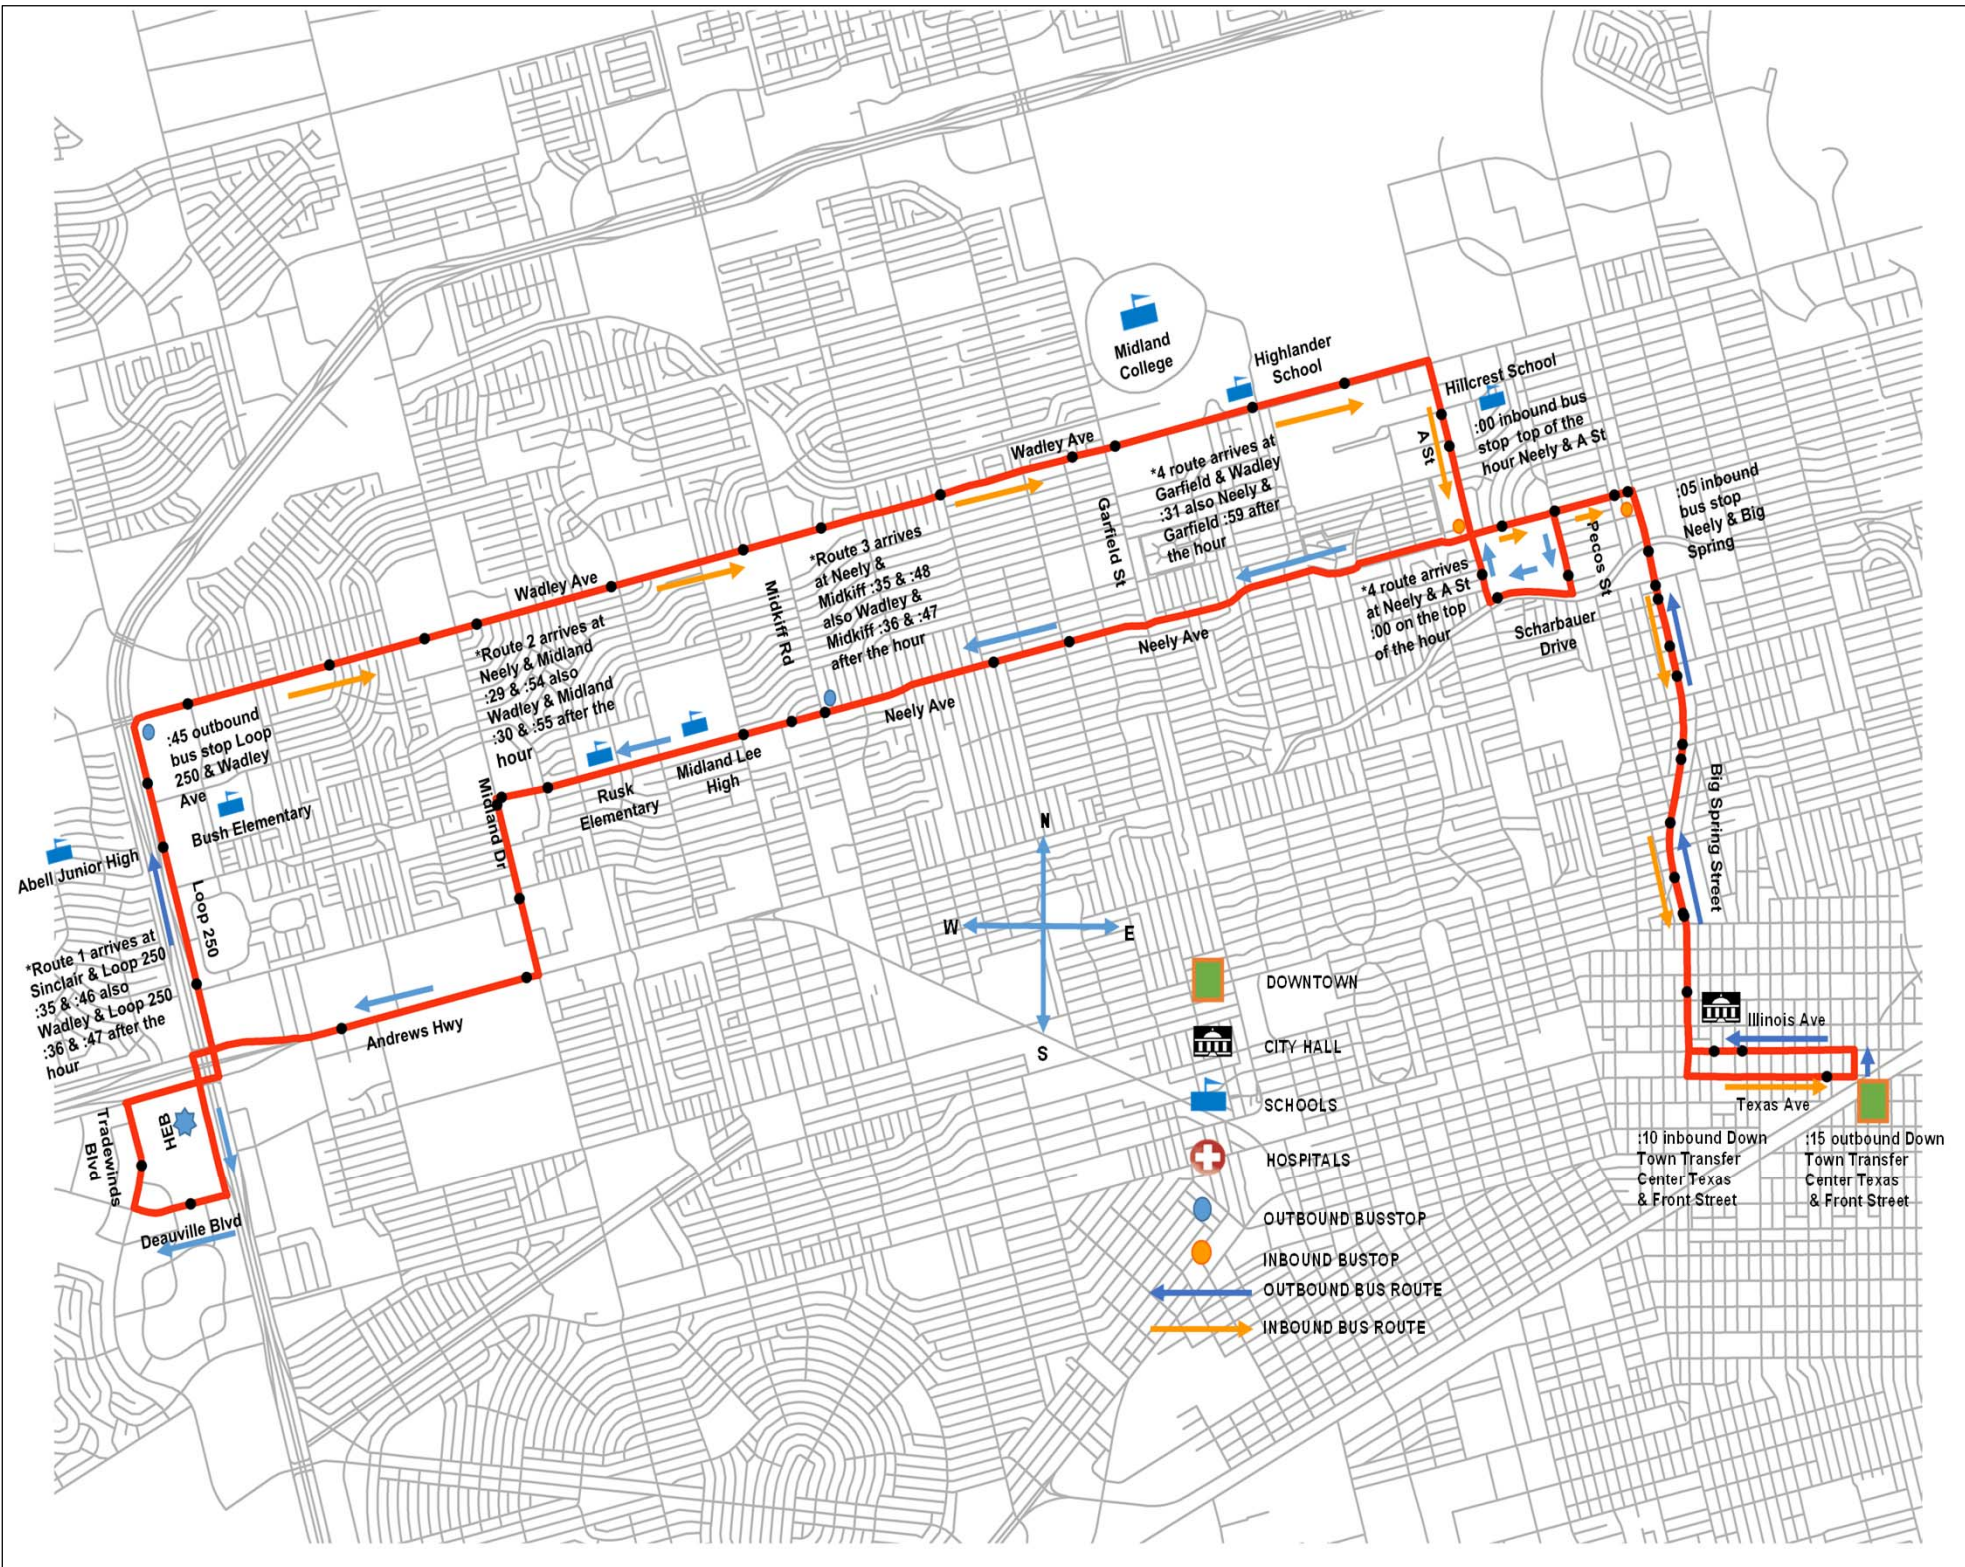 Midland
College
Highlander
School
Hillcrest School
:00 inbound bus
stop top of the
hour Neely & A St
A St
Wadley Ave
*4 route arrives at
Garfield & Wadley
:31 also Neely &
Garfield :59 after
the hour
Garfield St
:05 inbound
bus stop
Neely & Big
Spring
Pecos St
*Route 3 arrives
at Neely &
Midkiff :35 & :48
also Wadley &
Midkiff :36 & :47
after the hour
Midkiff Rd
Wadley Ave
*4 route arrives
at Neely & A St
:00 on the top
of the hour
Scharbauer
Drive
Neely Ave
*Route 2 arrives at
Neely & Midland
:29 & :54 also
Wadley & Midland
:30 & :55 after the
hour
Neely Ave
:45 outbound
bus stop Loop
250 & Wadley
Ave
Bush Elementary
Abell Junior High
Midland Lee
High
Rusk
Elementary
Midland Dr
Big Spring Street
Loop 250
N
W
E
S
*Route 1 arrives at
Sinclair & Loop 250
:35 & :46 also
Wadley & Loop 250
:36 & :47 after the
hour
Andrews Hwy
DOWNTOWN
CITY HALL
SCHOOLS
HOSPITALS
OUTBOUND BUSSTOP
INBOUND BUSTOP
OUTBOUND BUS ROUTE
INBOUND BUS ROUTE
Illinois Ave
Texas Ave
:10 inbound Down
Town Transfer
Center Texas
& Front Street
:15 outbound Down
Town Transfer
Center Texas
& Front Street
HEB
Tradewinds
Blvd
Deauville Blvd